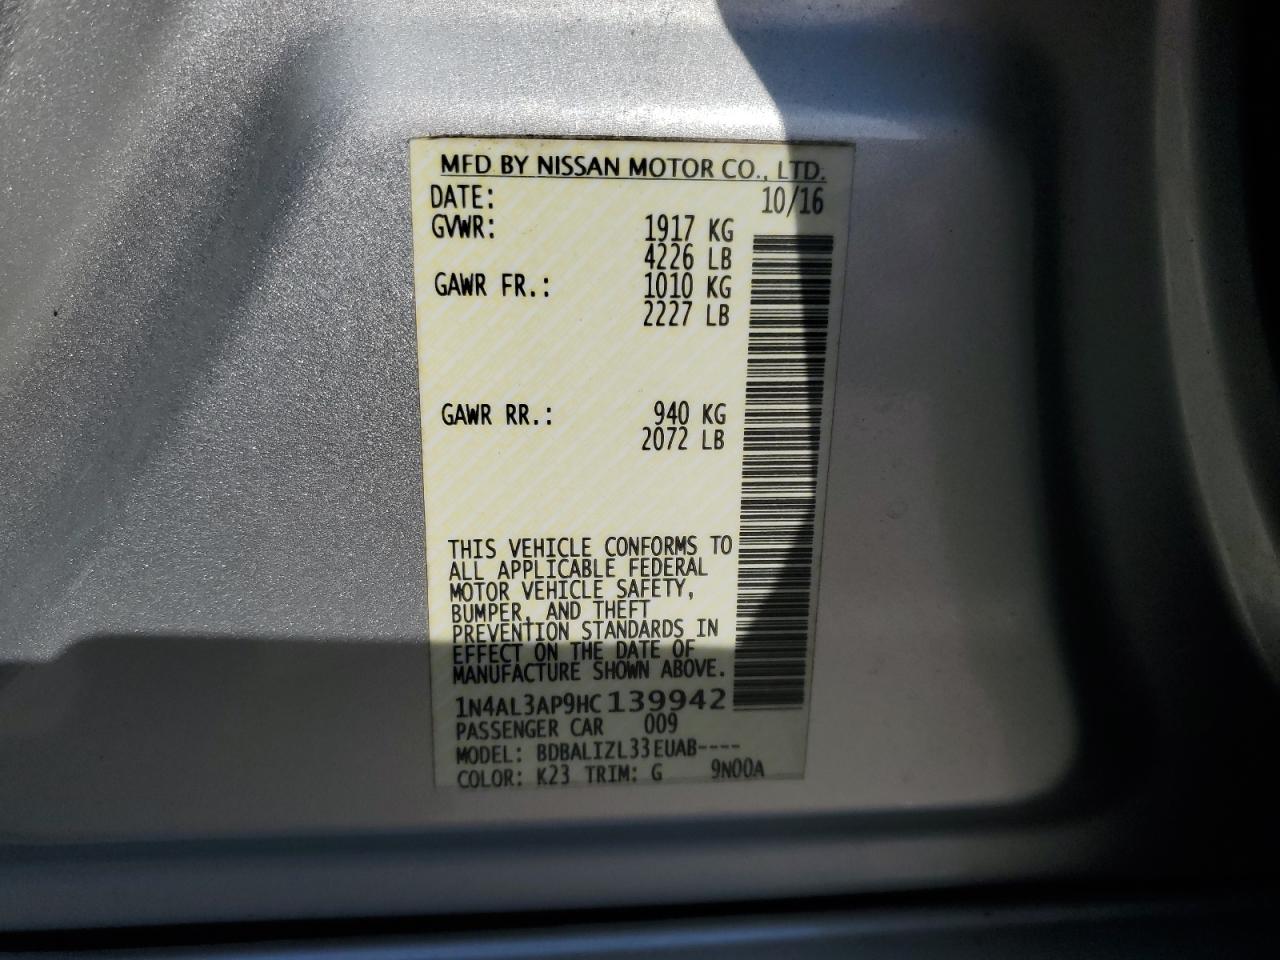 MFD BY NISSAN MOTOR CO., LTD.
DATE: 10/16
GVWR: 1917 KG
4226 LB
GAWR FR.: 1010 KG
2227 LB
GAWR RR.: 940 KG
2072 LB
THIS VEHICLE CONFORMS TO
ALL APPLICABLE FEDERAL
MOTOR VEHICLE SAFETY,
BUMPER, AND THEFT
PREVENTION STANDARDS IN
EFFECT ON THE DATE OF
MANUFACTURE SHOWN ABOVE.
1N4AL3AP9HC139942
PASSENGER CAR 009
MODEL: BDBALIZL33EUAB----
COLOR: K23 TRIM: G 9N00A